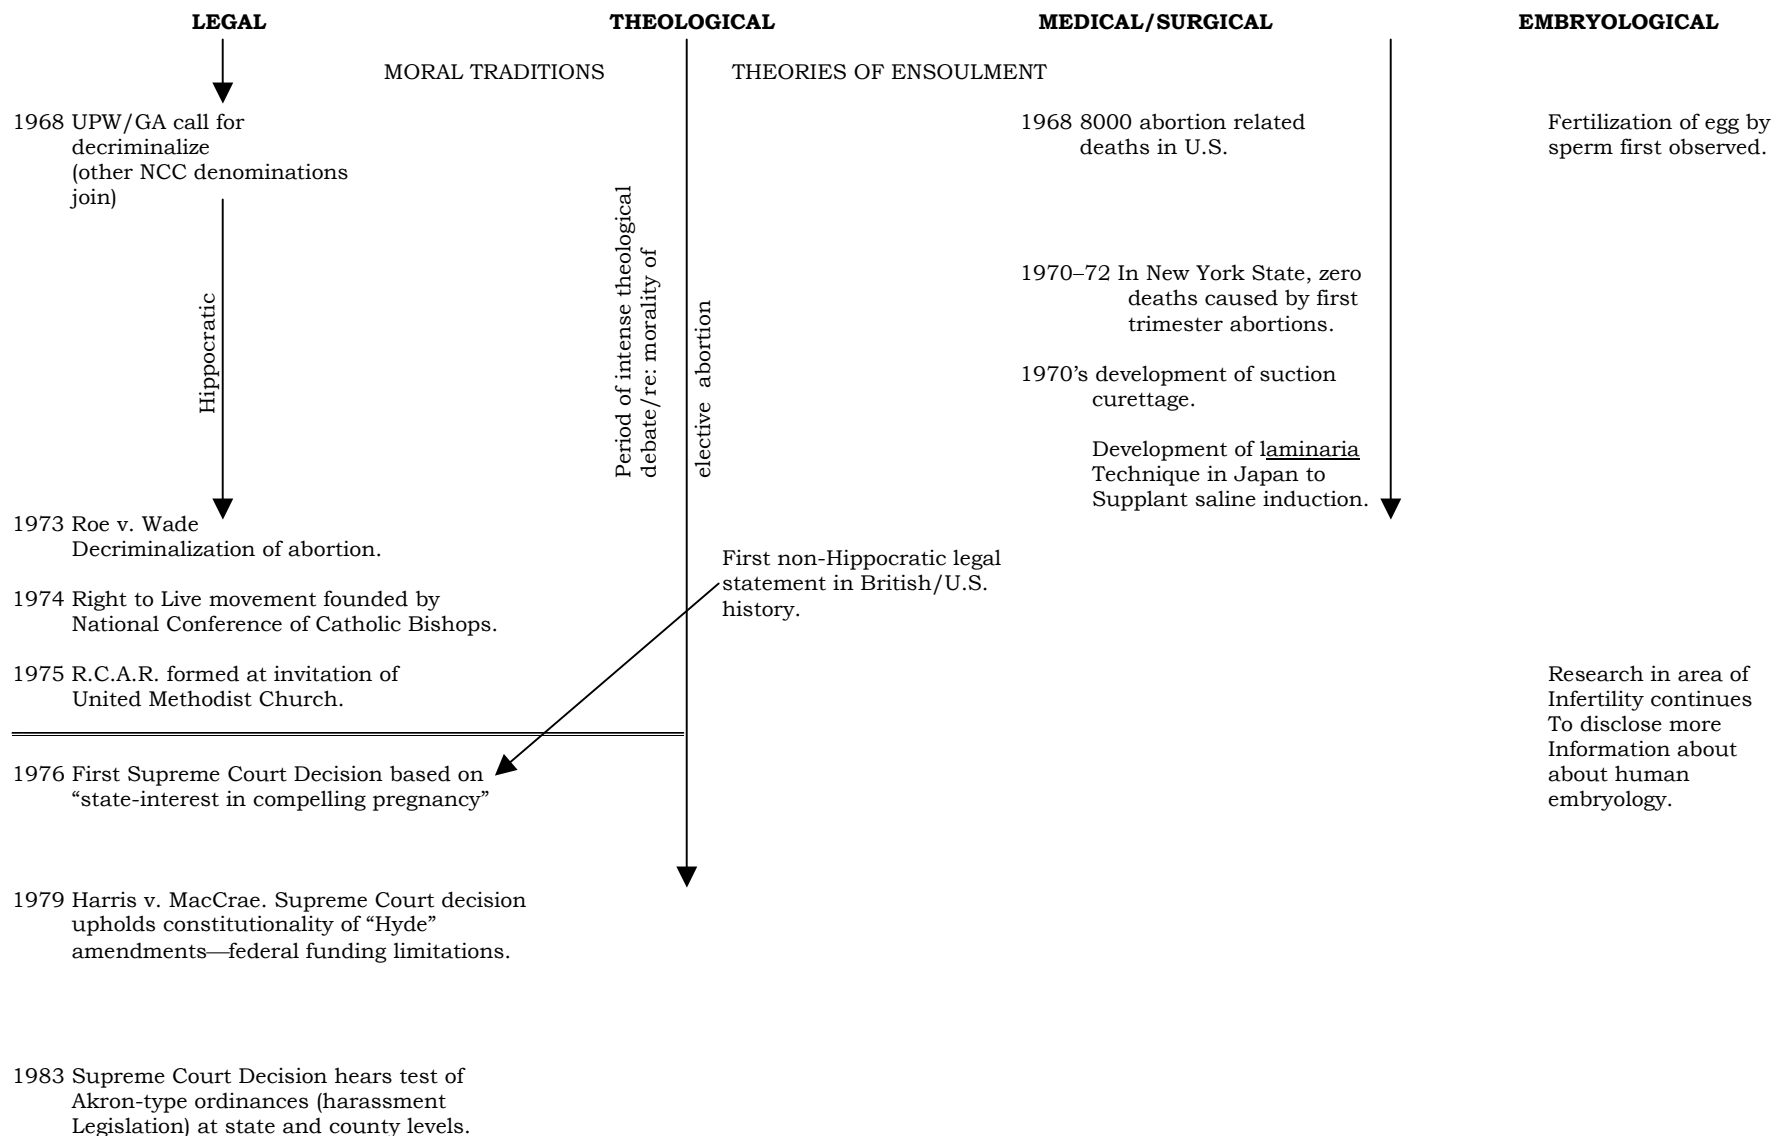 LEGAL
THEOLOGICAL
MEDICAL/SURGICAL
EMBRYOLOGICAL
MORAL TRADITIONS
THEORIES OF ENSOULMENT
1968 UPW/GA call for
decriminalize
(other NCC denominations
join)
Hippocratic
1973 Roe v. Wade
Decriminalization of abortion.
1974 Right to Live movement founded by
National Conference of Catholic Bishops.
1975 R.C.A.R. formed at invitation of
United Methodist Church.
1976 First Supreme Court Decision based on
“state-interest in compelling pregnancy”
1979 Harris v. MacCrae. Supreme Court decision
upholds constitutionality of “Hyde”
amendments—federal funding limitations.
1983 Supreme Court Decision hears test of
Akron-type ordinances (harassment
Legislation) at state and county levels.
Period of intense theological
debate/re: morality of
elective abortion
First non-Hippocratic legal
statement in British/U.S.
history.
1968 8000 abortion related
deaths in U.S.
1970–72 In New York State, zero
deaths caused by first
trimester abortions.
1970’s development of suction
curettage.
Development of laminaria
Technique in Japan to
Supplant saline induction.
Fertilization of egg by
sperm first observed.
Research in area of
Infertility continues
To disclose more
Information about
about human
embryology.